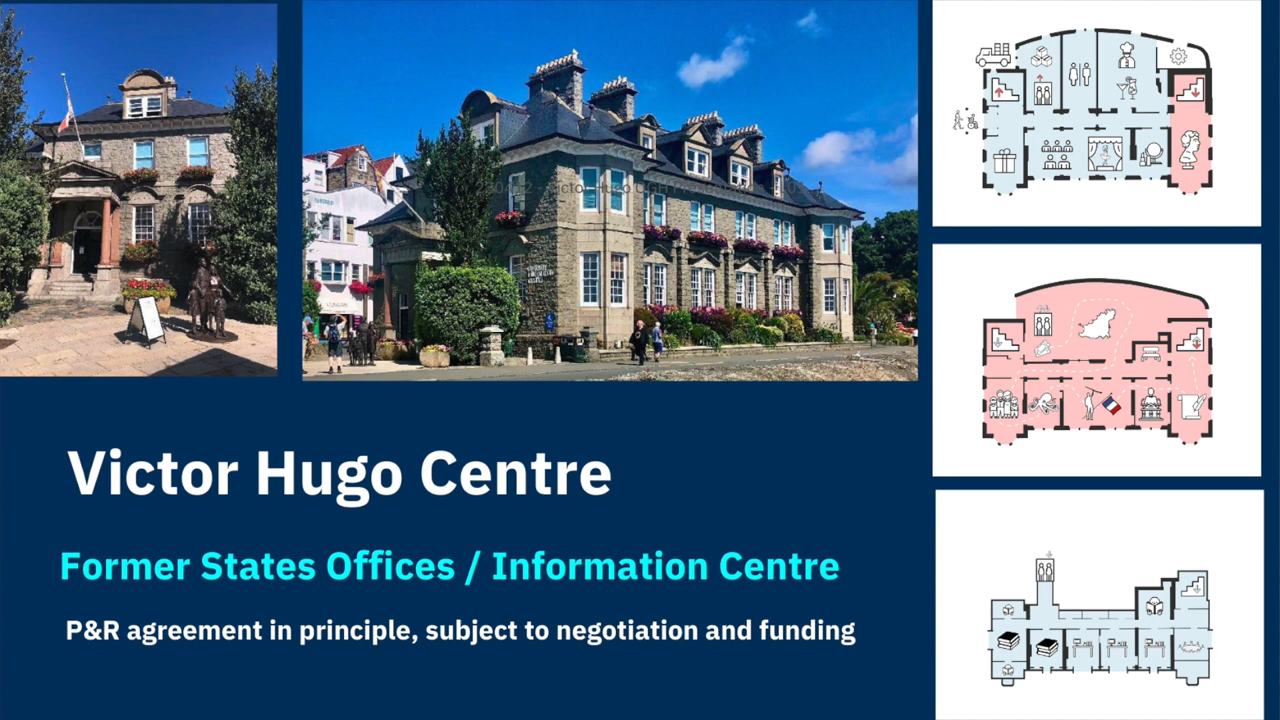 Victor Hugo Centre
Former States Offices / Information Centre
P&R agreement in principle, subject to negotiation and funding